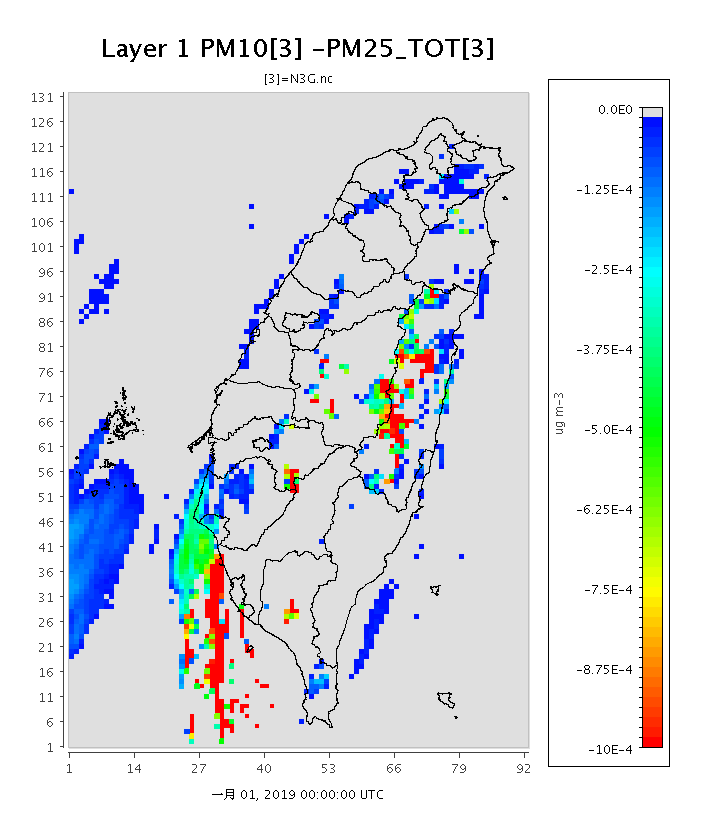 Layer 1 PM10[3] −PM25_TOT[3]
[3]=N3G.nc
131
126
121
116
111
106
101
96
91
86
81
76
71
66
61
56
51
46
41
36
31
26
21
16
11
6
1
1 14 27 40 53 66 79 92
一月 01, 2019 00:00:00 UTC
0.0E0
−1.25E-4
−2.5E-4
−3.75E-4
−5.0E-4
−6.25E-4
−7.5E-4
−8.75E-4
−10E-4
ug m-3